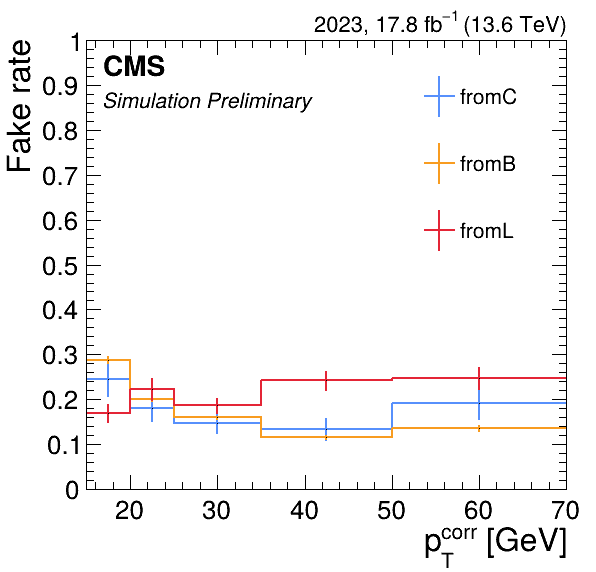 2023, 17.8 fb⁻¹ (13.6 TeV)
CMS
Simulation Preliminary
fromC
fromB
fromL
Fake rate
1
0.9
0.8
0.7
0.6
0.5
0.4
0.3
0.2
0.1
0
20 30 40 50 60 70
p_T^corr [GeV]